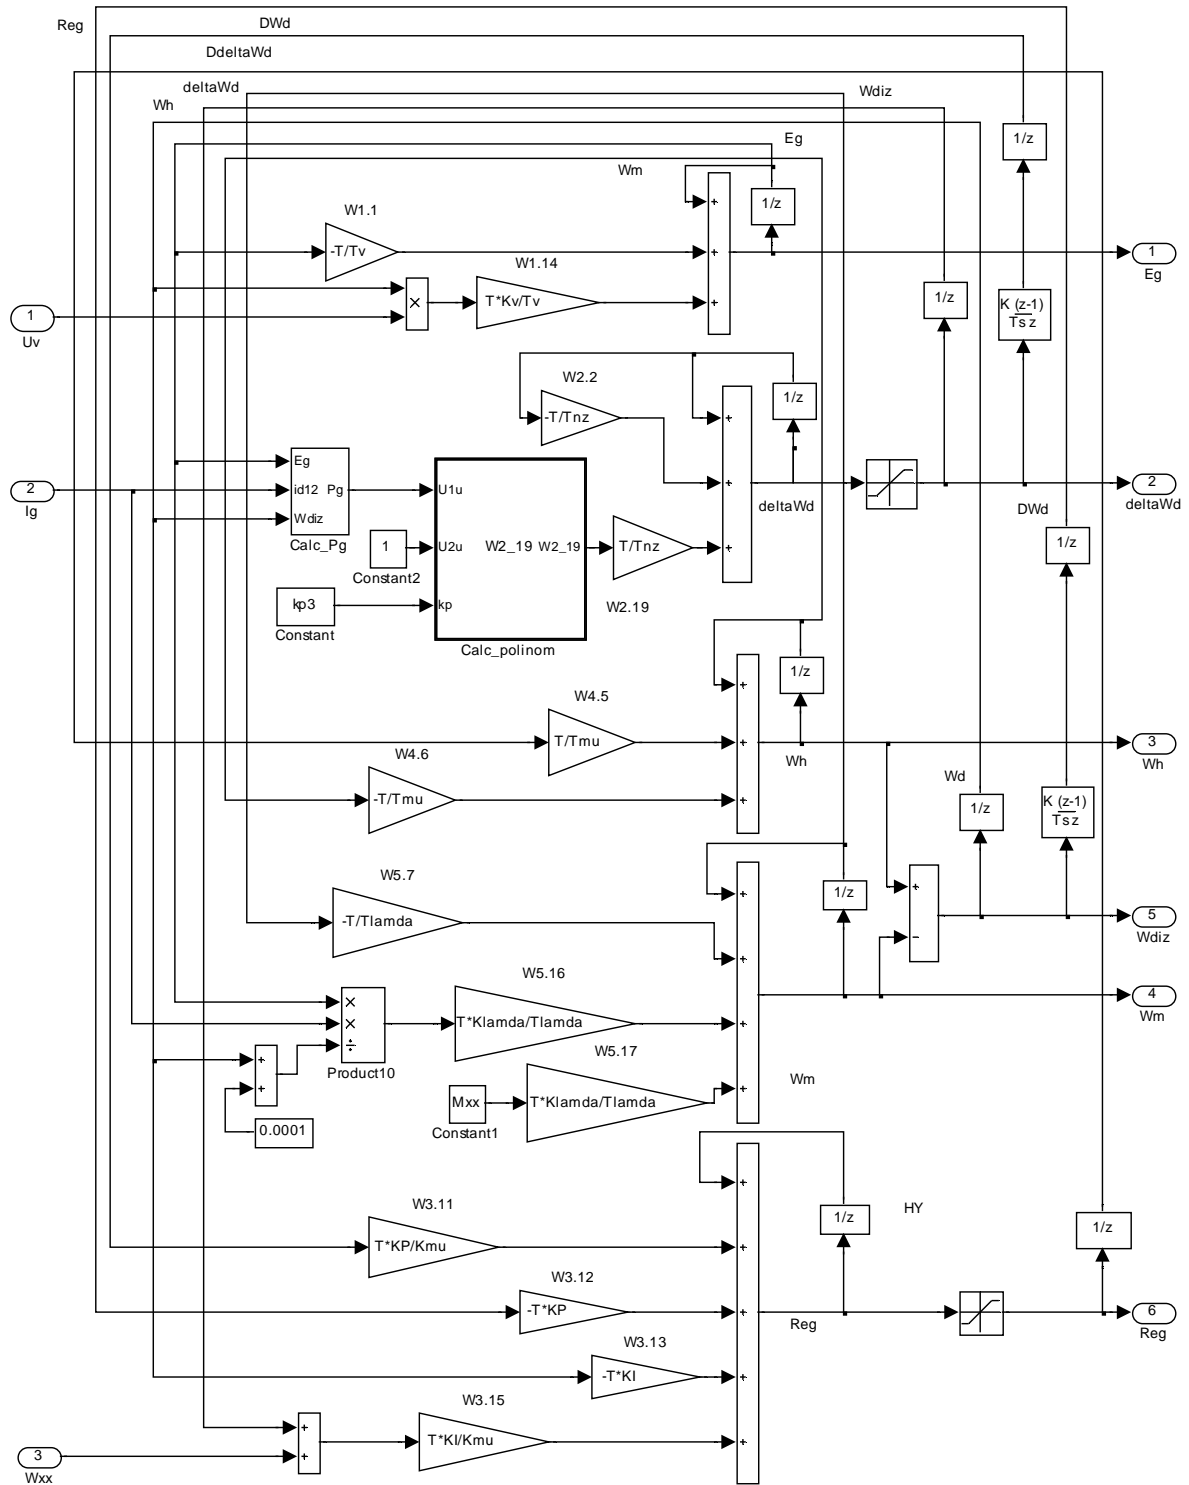 Reg
DWd
DdeltaWd
deltaWd
Wdiz
Wh
Eg
1/z
Wm
1/z
W1.1
+
-T/Tv
+
W1.14
1
Eg
×
T*Kv/Tv
+
1/z
K (z-1)
Ts z
1
Uv
W2.2
1/z
-T/Tnz
+
Eg
id12
Pg
Wdiz
Calc_Pg
2
Ig
U1u
U2u
kp
W2_19
W2_19
Calc_polinom
1
Constant2
kp3
Constant
T/Tnz
W2.19
+
+
deltaWd
2
deltaWd
DWd
1/z
1/z
+
W4.5
T/Tmu
+
Wh
3
Wh
W4.6
-T/Tmu
+
Wd
1/z
K (z-1)
Ts z
W5.7
-T/Tlamda
+
+
1/z
+
−
5
Wdiz
W5.16
×
×
÷
Product10
T*Klamda/Tlamda
+
4
Wm
+
+
0.0001
W5.17
Mxx
Constant1
T*Klamda/Tlamda
+
Wm
+
W3.11
T*KP/Kmu
+
1/z
HY
1/z
W3.12
-T*KP
+
Reg
6
Reg
W3.13
-T*KI
+
W3.15
+
+
T*KI/Kmu
+
3
Wxx